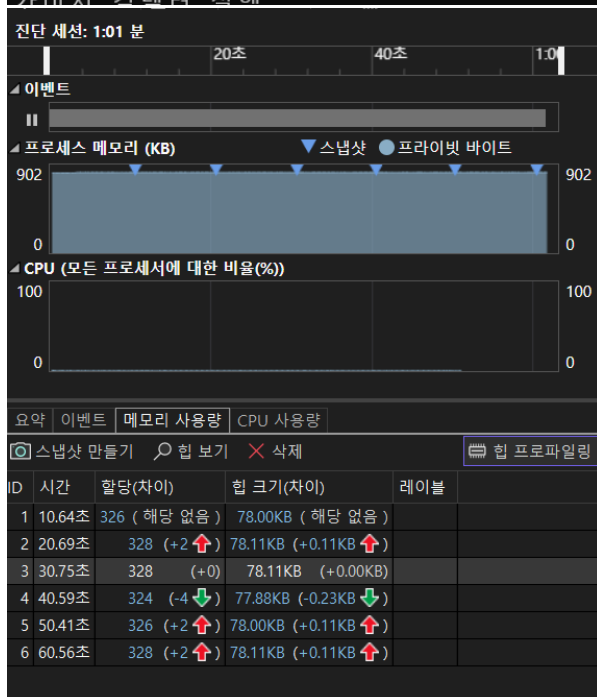 진단 세션: 1:01 분
20초 40초 1:0
이벤트
프로세스 메모리 (KB) 스냅샷 프라이빗 바이트
902 902
0 0
CPU (모든 프로세서에 대한 비율(%))
100 100
0 0
요약 이벤트 메모리 사용량 CPU 사용량
스냅샷 만들기 힙 보기 삭제 힙 프로파일링
ID 시간 할당(차이) 힙 크기(차이) 레이블
1 10.64초 326 ( 해당 없음 ) 78.00KB ( 해당 없음 )
2 20.69초 328 (+2) 78.11KB (+0.11KB)
3 30.75초 328 (+0) 78.11KB (+0.00KB)
4 40.59초 324 (-4) 77.88KB (-0.23KB)
5 50.41초 326 (+2) 78.00KB (+0.11KB)
6 60.56초 328 (+2) 78.11KB (+0.11KB)